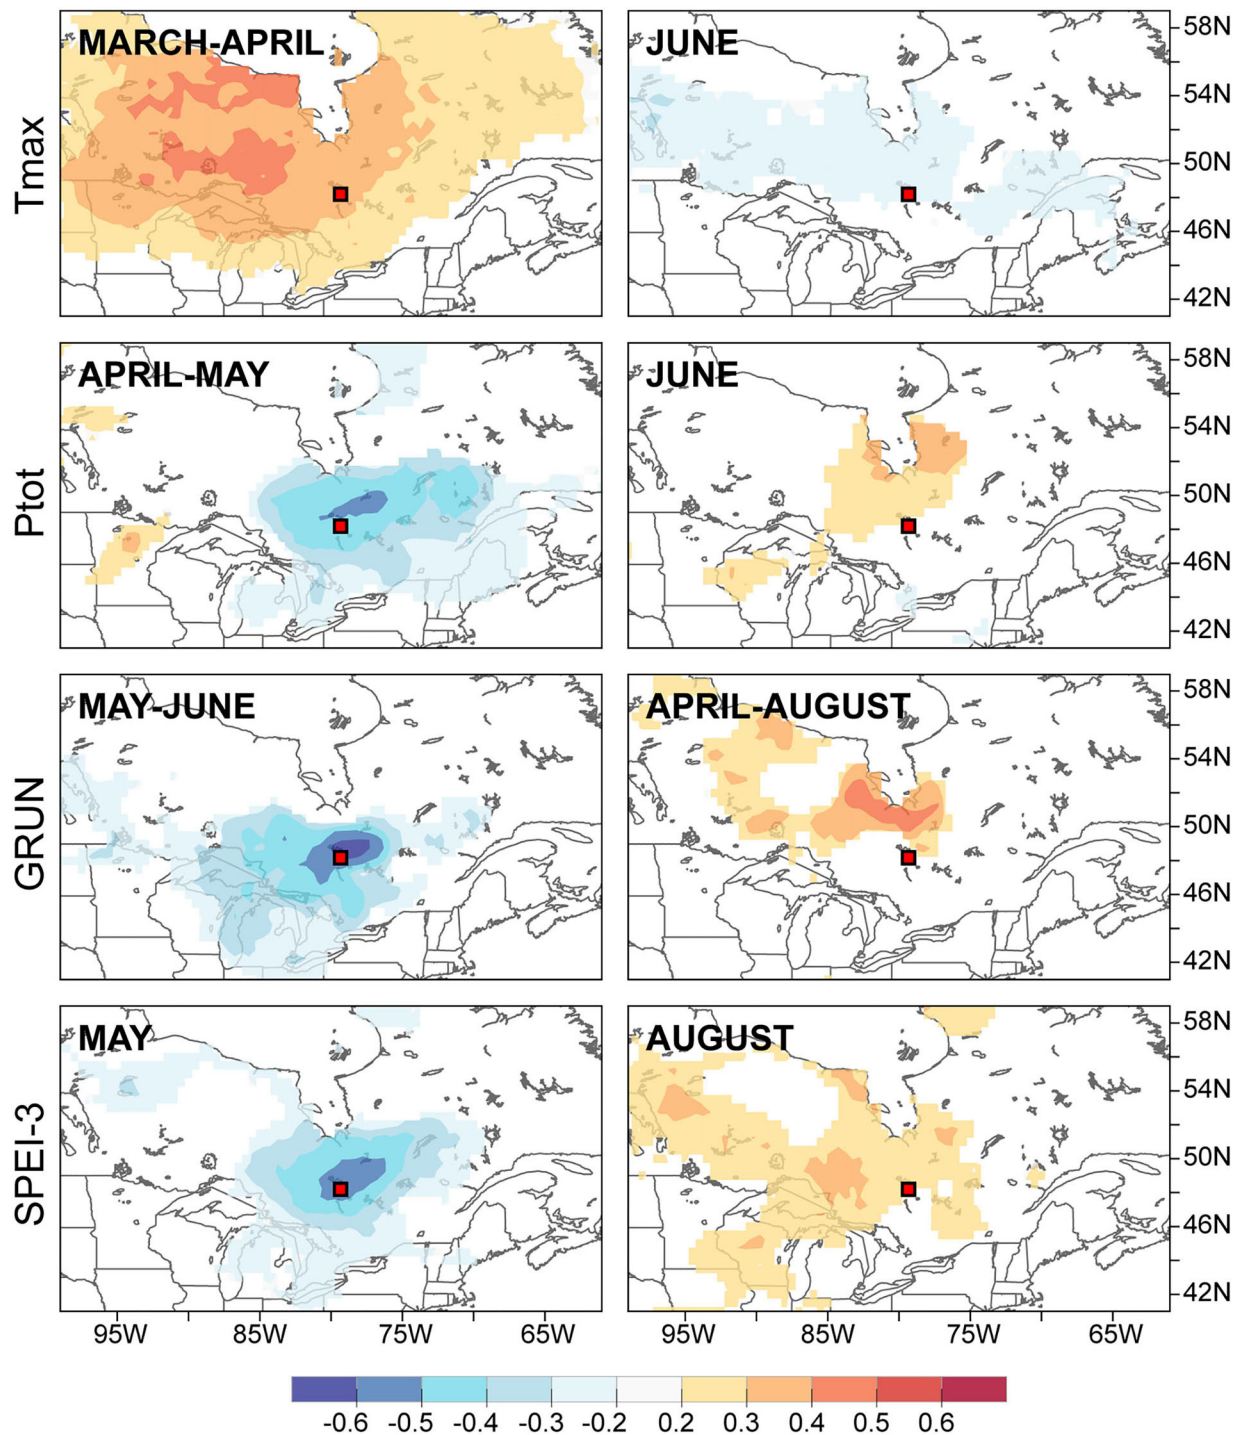 MARCH-APRIL
JUNE
58N
54N
50N
46N
42N
Tmax
APRIL-MAY
JUNE
58N
54N
50N
46N
42N
Ptot
MAY-JUNE
APRIL-AUGUST
58N
54N
50N
46N
42N
GRUN
MAY
AUGUST
58N
54N
50N
46N
42N
SPEI-3
95W 85W 75W 65W 95W 85W 75W 65W
-0.6 -0.5 -0.4 -0.3 -0.2 0.2 0.3 0.4 0.5 0.6